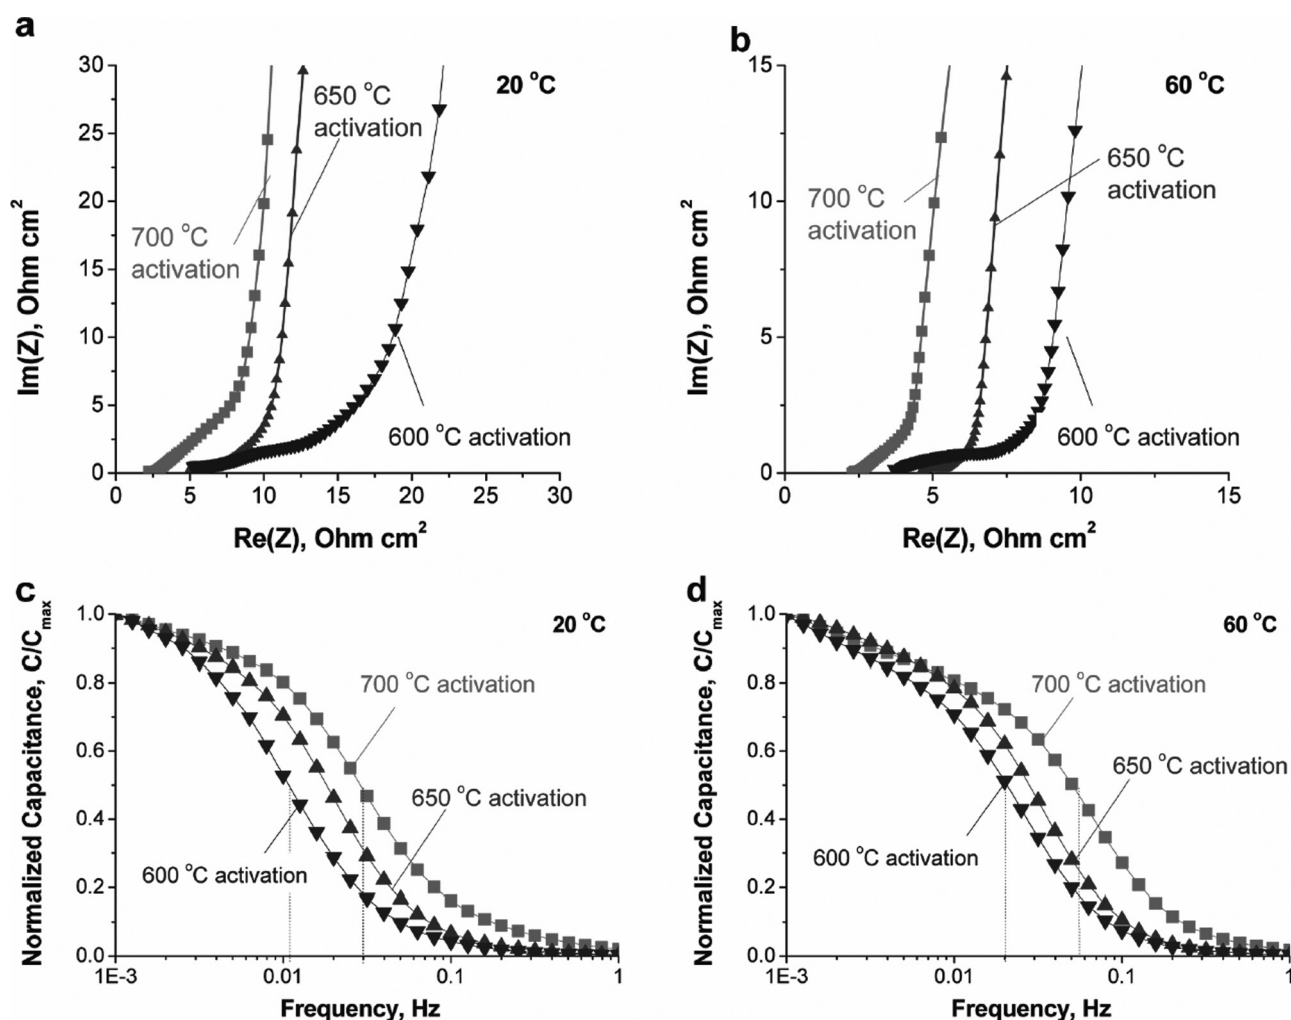 a
30
25
20
15
10
5
0
Im(Z), Ohm cm²
20 °C
650 °C
activation
700 °C
activation
600 °C activation
0 5 10 15 20 25 30
Re(Z), Ohm cm²
b
15
10
5
0
Im(Z), Ohm cm²
60 °C
700 °C
activation
650 °C
activation
600 °C activation
0 5 10 15
Re(Z), Ohm cm²
c
1.0
0.8
0.6
0.4
0.2
0.0
Normalized Capacitance, C/Cmax
20 °C
700 °C activation
650 °C activation
600 °C activation
1E-3 0.01 0.1 1
Frequency, Hz
d
1.0
0.8
0.6
0.4
0.2
0.0
Normalized Capacitance, C/Cmax
60 °C
700 °C activation
650 °C activation
600 °C activation
1E-3 0.01 0.1 1
Frequency, Hz